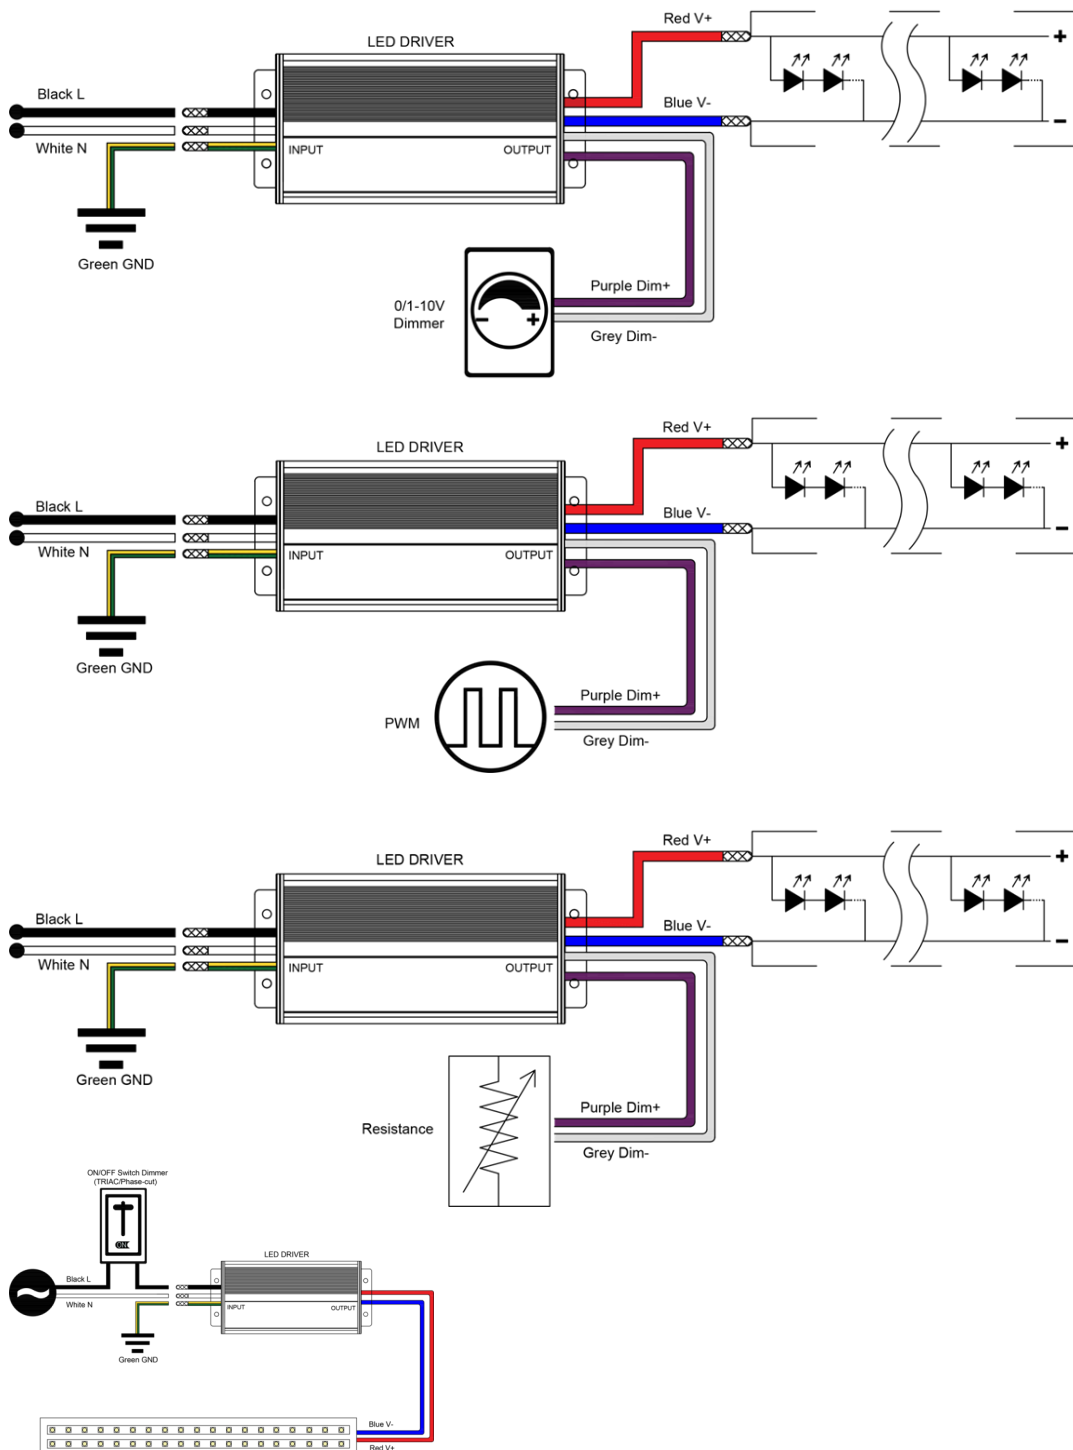 LED DRIVER
Red V+
Black L
Blue V-
White N
INPUT
OUTPUT
Green GND
Purple Dim+
0/1-10V
Dimmer
Grey Dim-
+
−
LED DRIVER
Red V+
Black L
Blue V-
White N
INPUT
OUTPUT
Green GND
Purple Dim+
PWM
Grey Dim-
+
−
LED DRIVER
Red V+
Black L
Blue V-
White N
INPUT
OUTPUT
Green GND
Purple Dim+
Resistance
Grey Dim-
+
−
ON/OFF Switch Dimmer
(TRIAC/Phase-cut)
ON
LED DRIVER
Black L
White N
INPUT
OUTPUT
Green GND
Blue V-
Red V+